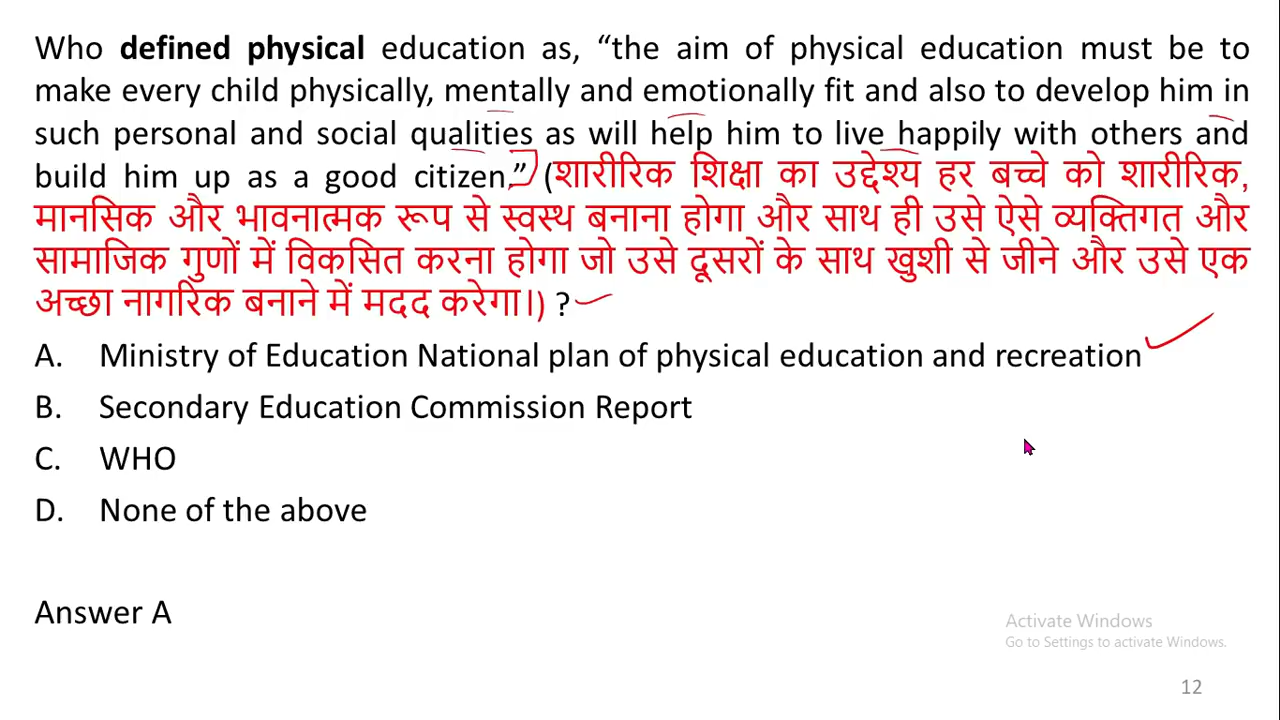 Who defined physical education as, “the aim of physical education must be to
make every child physically, mentally and emotionally fit and also to develop him in
such personal and social qualities as will help him to live happily with others and
build him up as a good citizen,” (शारीरिक शिक्षा का उद्देश्य हर बच्चे को शारीरिक,
मानसिक और भावनात्मक रूप से स्वस्थ बनाना होगा और साथ ही उसे ऐसे व्यक्तिगत और
सामाजिक गुणों में विकसित करना होगा जो उसे दूसरों के साथ खुशी से जीने और उसे एक
अच्छा नागरिक बनाने में मदद करेगा।) ?
A. Ministry of Education National plan of physical education and recreation
B. Secondary Education Commission Report
C. WHO
D. None of the above
Answer A
Activate Windows
Go to Settings to activate Windows.
12